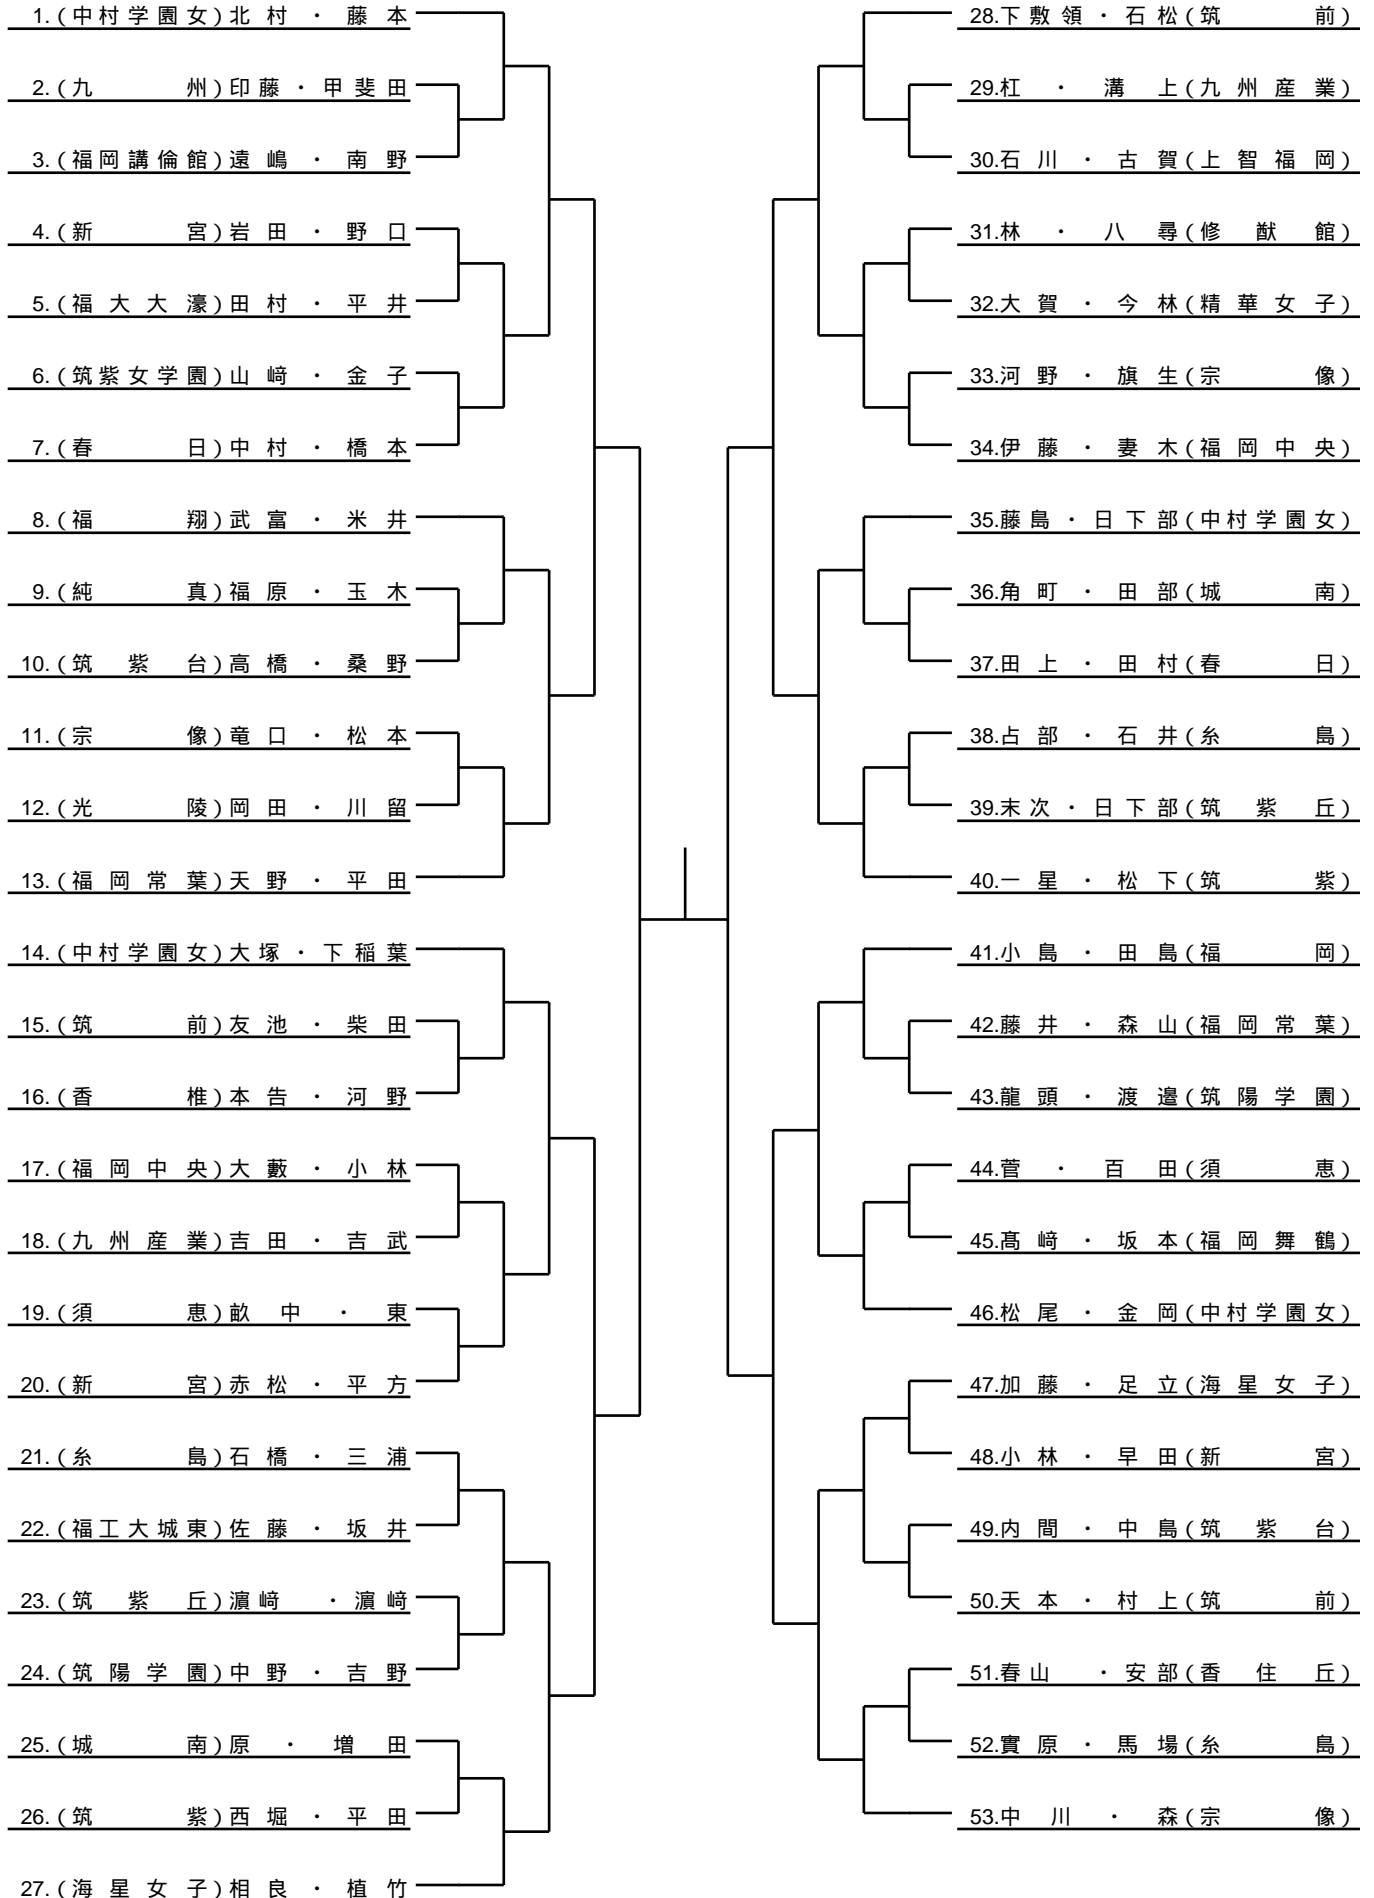 1.(中村学園女)北村・藤本
2.(九州)印藤・甲斐田
3.(福岡講倫館)遠嶋・南野
4.(新宮)岩田・野口
5.(福大大濠)田村・平井
6.(筑紫女学園)山﨑・金子
7.(春日)中村・橋本
8.(福翔)武富・米井
9.(純真)福原・玉木
10.(筑紫台)高橋・桑野
11.(宗像)竜口・松本
12.(光陵)岡田・川留
13.(福岡常葉)天野・平田
14.(中村学園女)大塚・下稲葉
15.(筑前)友池・柴田
16.(香椎)本告・河野
17.(福岡中央)大藪・小林
18.(九州産業)吉田・吉武
19.(須恵)畝中・東
20.(新宮)赤松・平方
21.(糸島)石橋・三浦
22.(福工大城東)佐藤・坂井
23.(筑紫丘)濵﨑・濵﨑
24.(筑陽学園)中野・吉野
25.(城南)原・増田
26.(筑紫)西堀・平田
27.(海星女子)相良・植竹
28.下敷領・石松(筑前)
29.杠・溝上(九州産業)
30.石川・古賀(上智福岡)
31.林・八尋(修猷館)
32.大賀・今林(精華女子)
33.河野・旗生(宗像)
34.伊藤・妻木(福岡中央)
35.藤島・日下部(中村学園女)
36.角町・田部(城南)
37.田上・田村(春日)
38.占部・石井(糸島)
39.末次・日下部(筑紫丘)
40.一星・松下(筑紫)
41.小島・田島(福岡)
42.藤井・森山(福岡常葉)
43.龍頭・渡邉(筑陽学園)
44.菅・百田(須恵)
45.髙﨑・坂本(福岡舞鶴)
46.松尾・金岡(中村学園女)
47.加藤・足立(海星女子)
48.小林・早田(新宮)
49.内間・中島(筑紫台)
50.天本・村上(筑前)
51.春山・安部(香住丘)
52.實原・馬場(糸島)
53.中川・森(宗像)